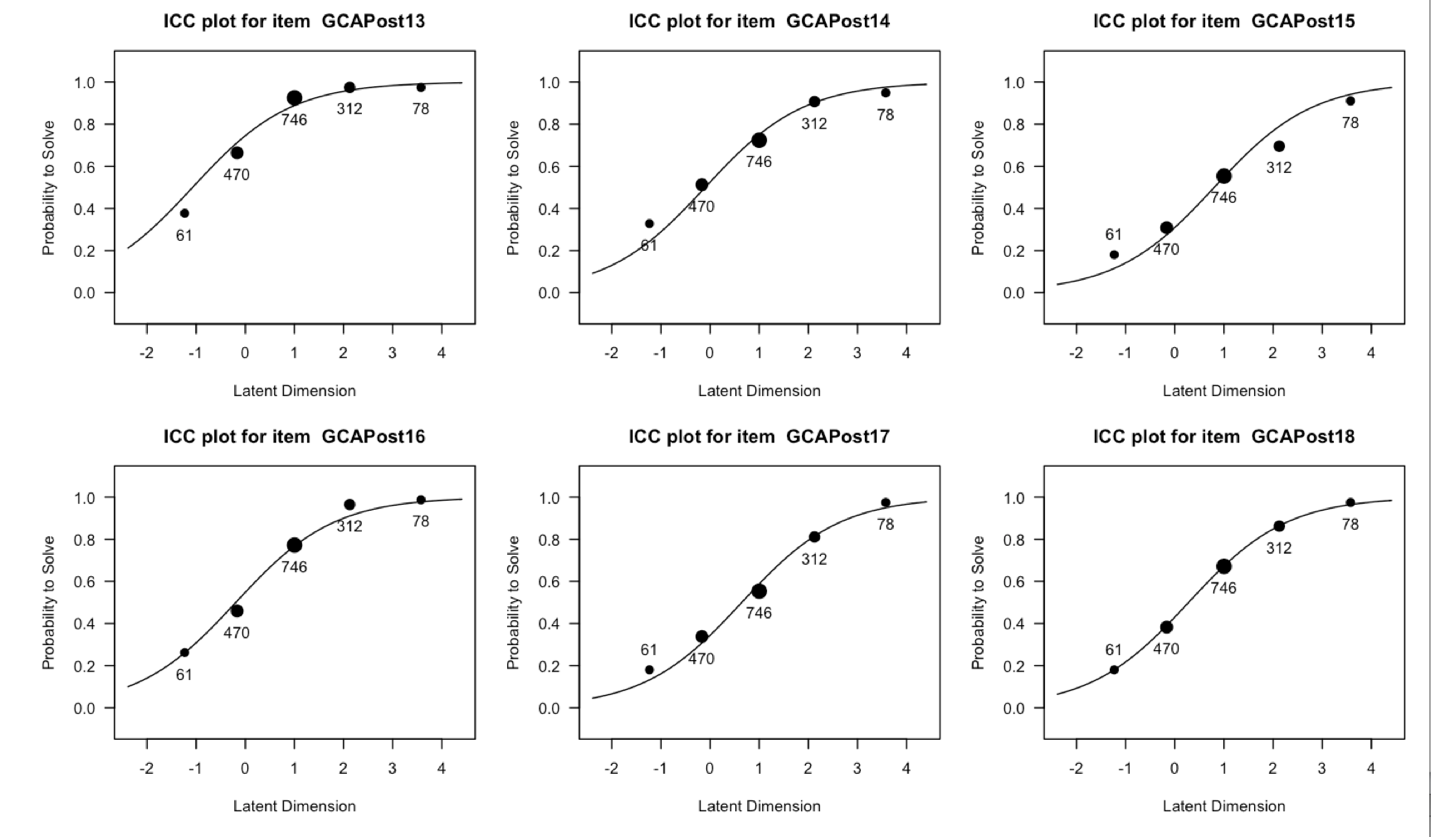 ICC plot for item GCAPost13
Probability to Solve
1.0
0.8
0.6
0.4
0.2
0.0
61
470
746
312
78
-2 -1 0 1 2 3 4
Latent Dimension
ICC plot for item GCAPost14
Probability to Solve
1.0
0.8
0.6
0.4
0.2
0.0
61
470
746
312
78
-2 -1 0 1 2 3 4
Latent Dimension
ICC plot for item GCAPost15
Probability to Solve
1.0
0.8
0.6
0.4
0.2
0.0
61
470
746
312
78
-2 -1 0 1 2 3 4
Latent Dimension
ICC plot for item GCAPost16
Probability to Solve
1.0
0.8
0.6
0.4
0.2
0.0
61
470
746
312
78
-2 -1 0 1 2 3 4
Latent Dimension
ICC plot for item GCAPost17
Probability to Solve
1.0
0.8
0.6
0.4
0.2
0.0
61
470
746
312
78
-2 -1 0 1 2 3 4
Latent Dimension
ICC plot for item GCAPost18
Probability to Solve
1.0
0.8
0.6
0.4
0.2
0.0
61
470
746
312
78
-2 -1 0 1 2 3 4
Latent Dimension